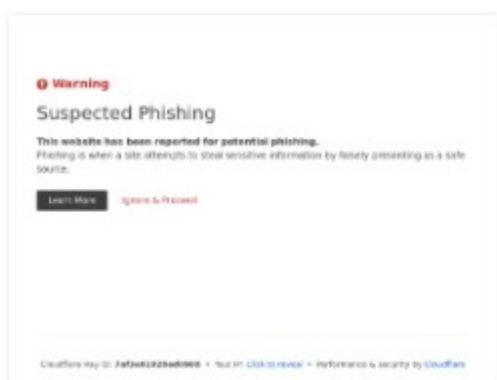 Warning
Suspected Phishing
This website has been reported for potential phishing.
Phishing is when a site attempts to steal sensitive information by falsely presenting as a safe
source.
Learn More Ignore & Proceed
Cloudflare Ray ID: • Your IP: Click to reveal • Performance & security by Cloudflare